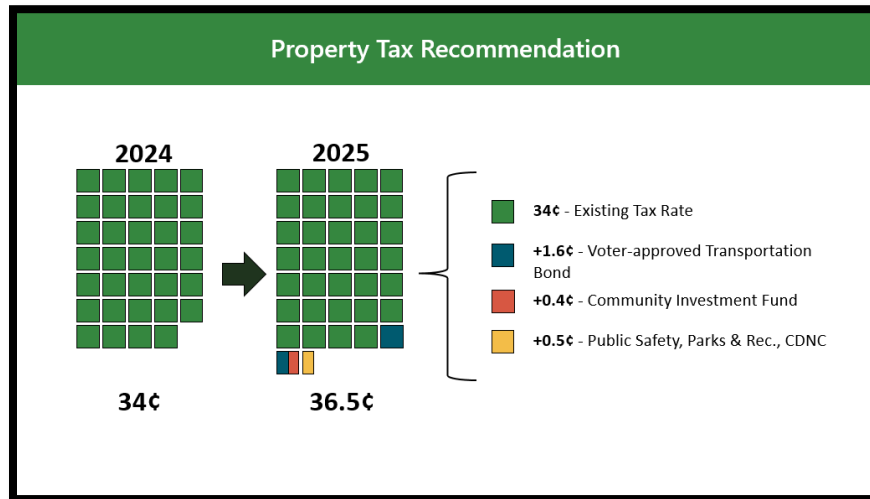 Property Tax Recommendation
2024
2025
34¢
36.5¢
34¢ - Existing Tax Rate
+1.6¢ - Voter-approved Transportation
Bond
+0.4¢ - Community Investment Fund
+0.5¢ - Public Safety, Parks & Rec., CDNC